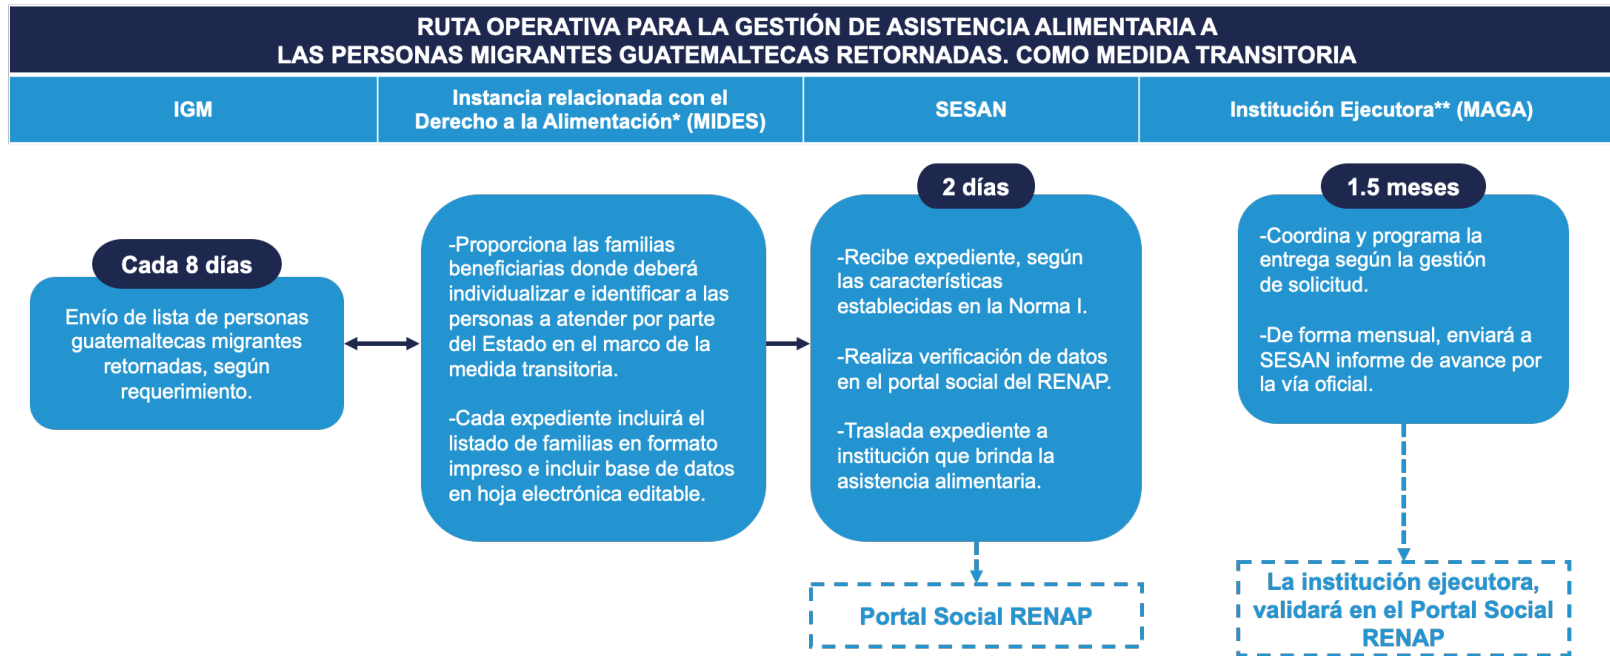 RUTA OPERATIVA PARA LA GESTIÓN DE ASISTENCIA ALIMENTARIA A
LAS PERSONAS MIGRANTES GUATEMALTECAS RETORNADAS. COMO MEDIDA TRANSITORIA
IGM
Instancia relacionada con el
Derecho a la Alimentación* (MIDES)
SESAN
Institución Ejecutora** (MAGA)
Cada 8 días
Envío de lista de personas
guatemaltecas migrantes
retornadas, según
requerimiento.
-Proporciona las familias
beneficiarias donde deberá
individualizar e identificar a las
personas a atender por parte
del Estado en el marco de la
medida transitoria.
-Cada expediente incluirá el
listado de familias en formato
impreso e incluir base de datos
en hoja electrónica editable.
2 días
-Recibe expediente, según
las características
establecidas en la Norma I.
-Realiza verificación de datos
en el portal social del RENAP.
-Traslada expediente a
institución que brinda la
asistencia alimentaria.
Portal Social RENAP
1.5 meses
-Coordina y programa la
entrega según la gestión
de solicitud.
-De forma mensual, enviará a
SESAN informe de avance por
la vía oficial.
La institución ejecutora,
validará en el Portal Social
RENAP